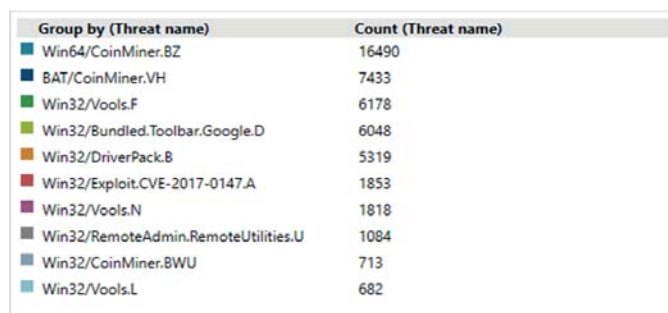 Group by (Threat name) Count (Threat name)
Win64/CoinMiner.BZ 16490
BAT/CoinMiner.VH 7433
Win32/Vools.F 6178
Win32/Bundled.Toolbar.Google.D 6048
Win32/DriverPack.B 5319
Win32/Exploit.CVE-2017-0147.A 1853
Win32/Vools.N 1818
Win32/RemoteAdmin.RemoteUtilities.U 1084
Win32/CoinMiner.BWU 713
Win32/Vools.L 682